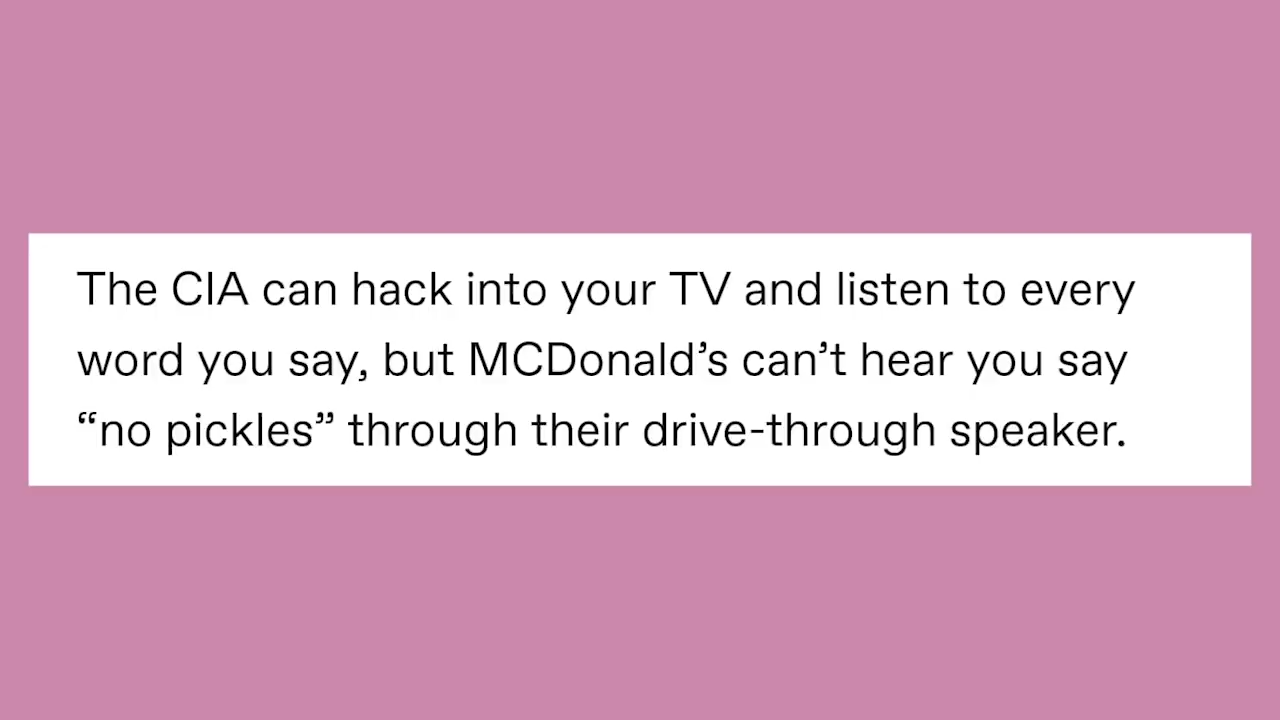 The CIA can hack into your TV and listen to every
word you say, but MCDonald’s can’t hear you say
“no pickles” through their drive-through speaker.